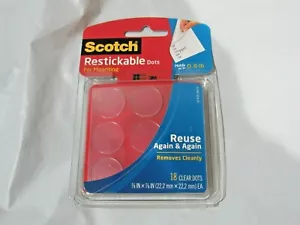 Scotch
Restickable Dots
For Mounting
Reuse
Again & Again
Removes Cleanly
18 CLEAR DOTS
⅞ IN × ⅞ IN (22,2 mm × 22,2 mm) EA